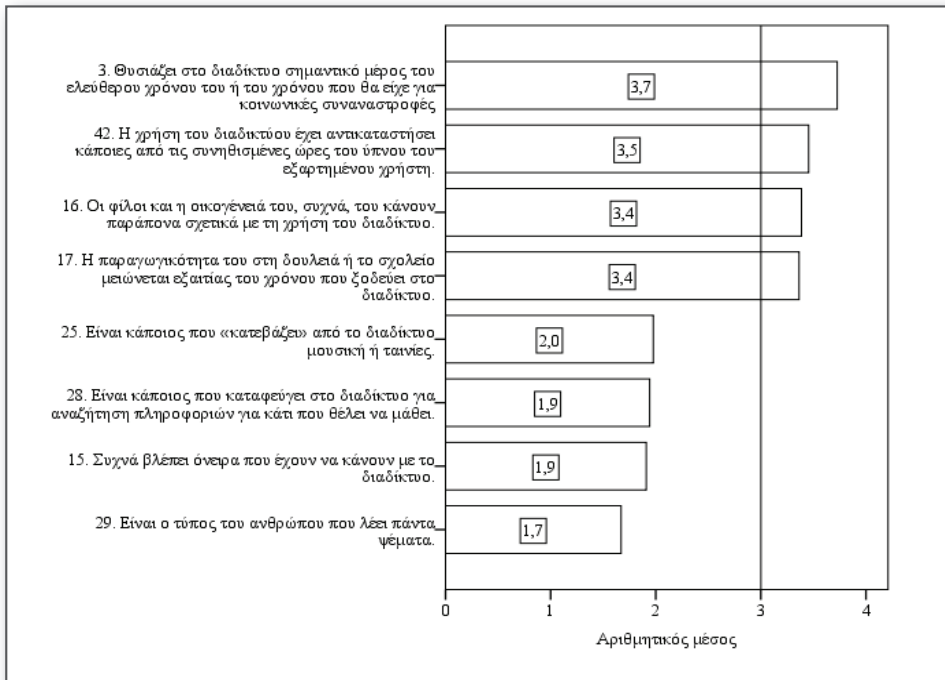 3. Θυσιάζει στο διαδίκτυο σημαντικό μέρος του
ελεύθερου χρόνου του ή του χρόνου που θα είχε για
κοινωνικές συναναστροφές
3,7
42. Η χρήση του διαδικτύου έχει αντικαταστήσει
κάποιες από τις συνηθισμένες ώρες του ύπνου του
εξαρτημένου χρήστη.
3,5
16. Οι φίλοι και η οικογένειά του, συχνά, του κάνουν
παράπονα σχετικά με τη χρήση του διαδίκτυο.
3,4
17. Η παραγωγικότητα του στη δουλειά ή το σχολείο
μειώνεται εξαιτίας του χρόνου που ξοδεύει στο
διαδίκτυο.
3,4
25. Είναι κάποιος που «κατεβάζει» από το διαδίκτυο
μουσική ή ταινίες.
2,0
28. Είναι κάποιος που καταφεύγει στο διαδίκτυο για
αναζήτηση πληροφοριών για κάτι που θέλει να μάθει.
1,9
15. Συχνά βλέπει όνειρα που έχουν να κάνουν με το
διαδίκτυο.
1,9
29. Είναι ο τύπος του ανθρώπου που λέει πάντα
ψέματα.
1,7
0 1 2 3 4
Αριθμητικός μέσος